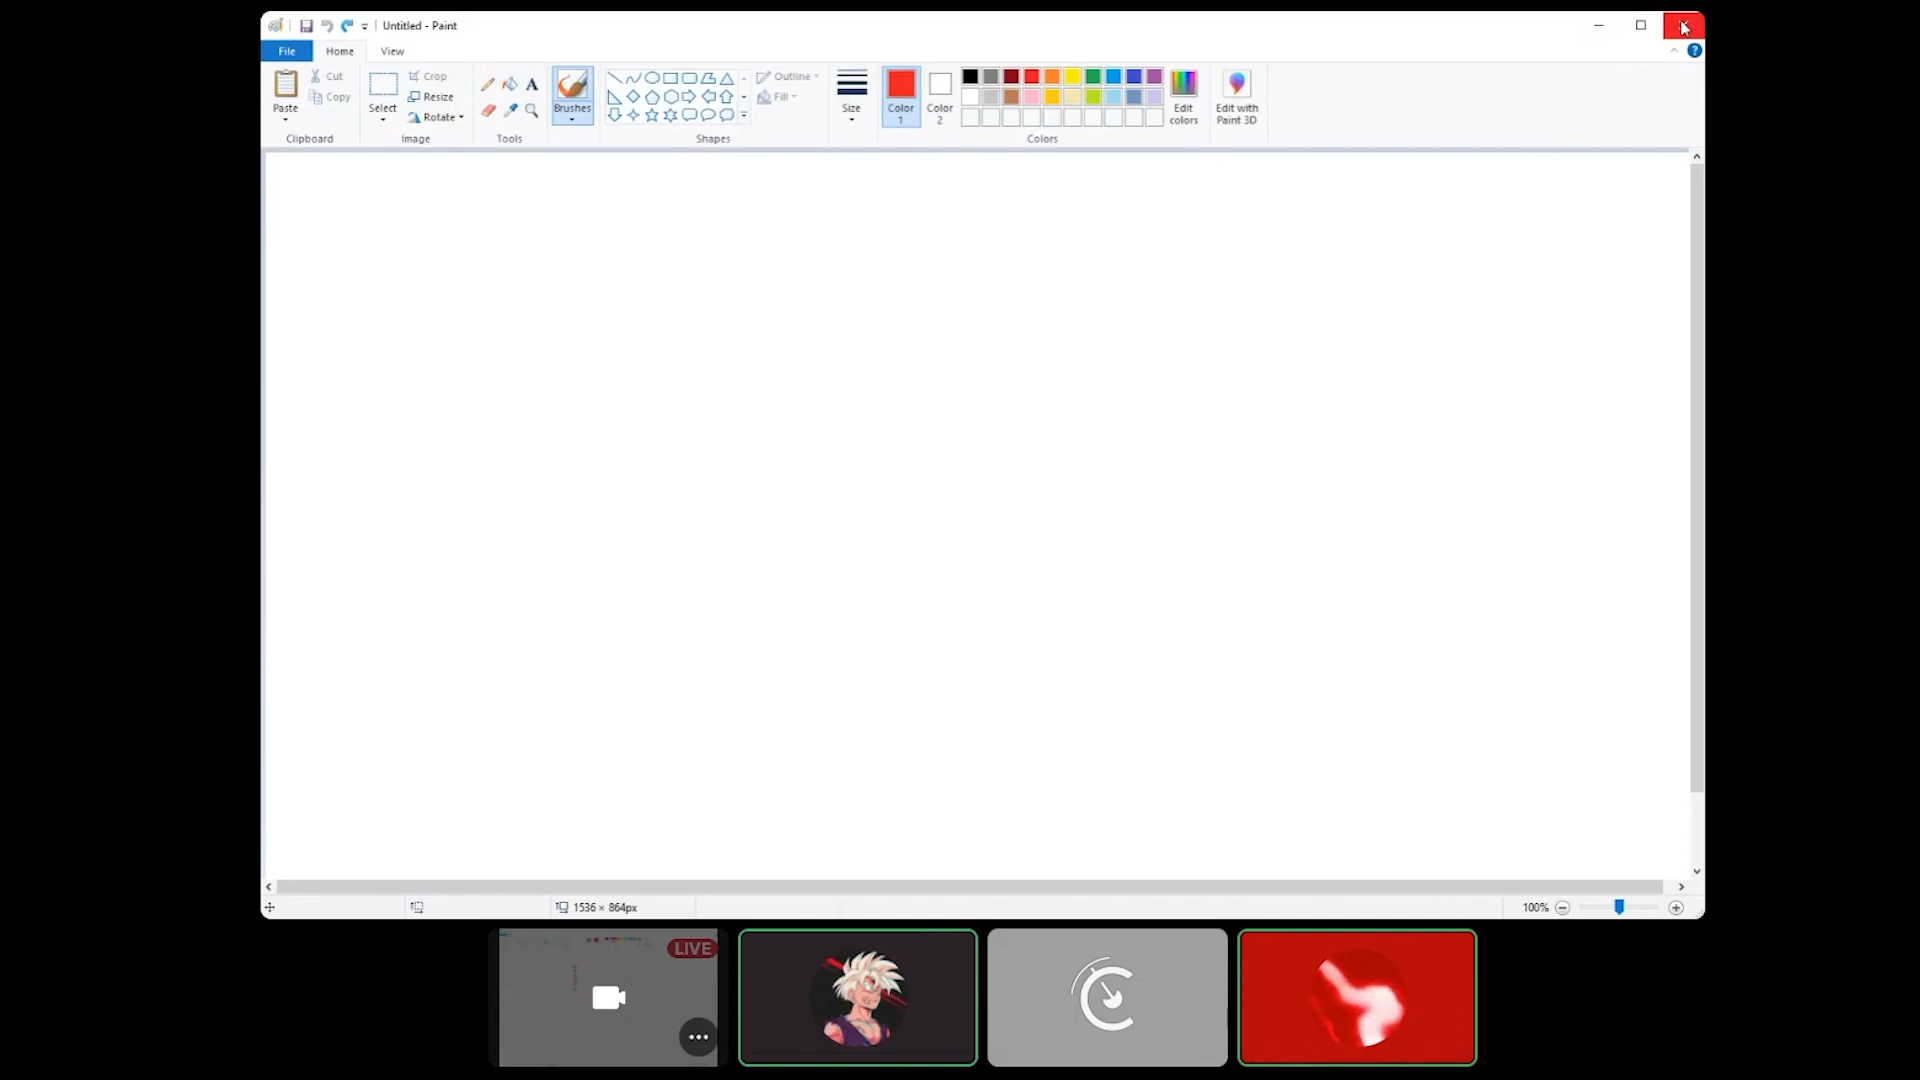 Untitled - Paint
File Home View
Paste
Cut
Copy
Clipboard
Select
Crop
Resize
Rotate
Image
A
Tools
Brushes
Shapes
Outline
Fill
Size
Color 1
Color 2
Edit colors
Colors
Edit with Paint 3D
?
1536 × 864px
100%
LIVE